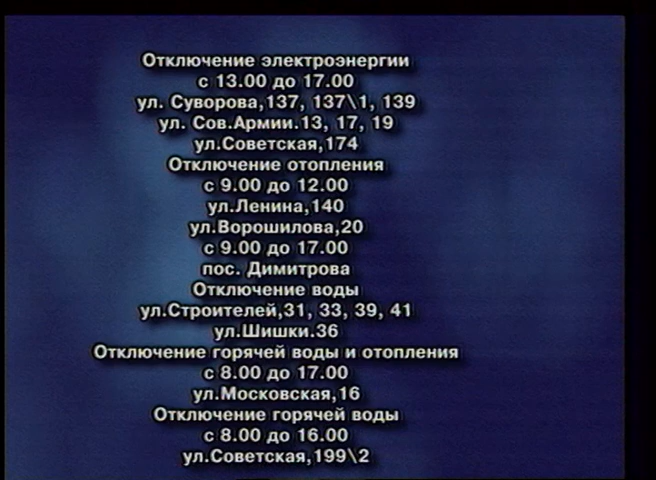 Отключение электроэнергии
с 13.00 до 17.00
ул. Суворова,137, 137\1, 139
ул. Сов.Армии.13, 17, 19
ул.Советская,174
Отключение отопления
с 9.00 до 12.00
ул.Ленина,140
ул.Ворошилова,20
с 9.00 до 17.00
пос. Димитрова
Отключение воды
ул.Строителей,31, 33, 39, 41
ул.Шишки.36
Отключение горячей воды и отопления
с 8.00 до 17.00
ул.Московская,16
Отключение горячей воды
с 8.00 до 16.00
ул.Советская,199\2